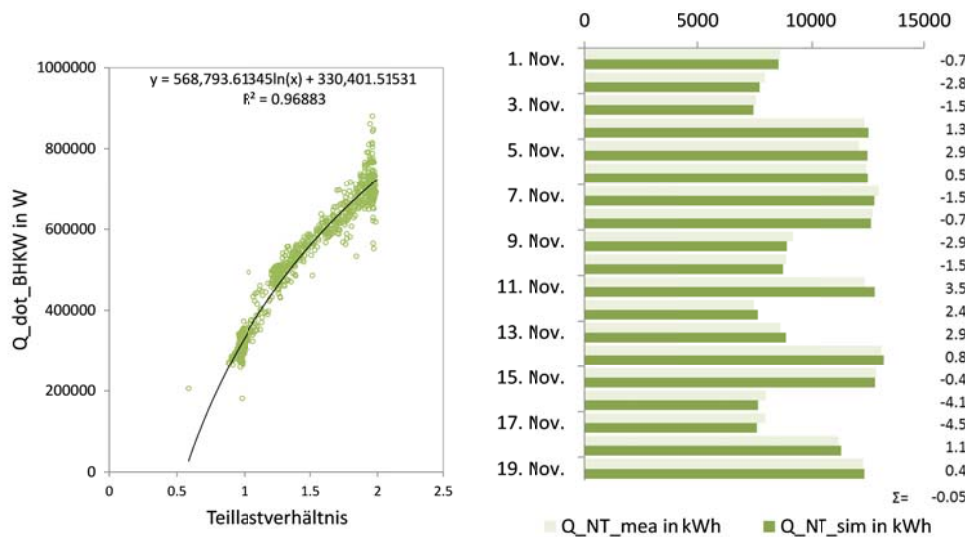 y = 568,793.61345ln(x) + 330,401.51531
R² = 0.96883
1000000
800000
600000
400000
200000
0
0 0.5 1 1.5 2 2.5
Q_dot_BHKW in W
Teillastverhältnis
0 5000 10000 15000
1. Nov. -0.7
-2.8
3. Nov. -1.5
1.3
5. Nov. 2.9
0.5
7. Nov. -1.5
-0.7
9. Nov. -2.9
-1.5
11. Nov. 3.5
2.4
13. Nov. 2.9
0.8
15. Nov. -0.4
-4.1
17. Nov. -4.5
1.1
19. Nov. 0.4
Σ= -0.05
Q_NT_mea in kWh Q_NT_sim in kWh